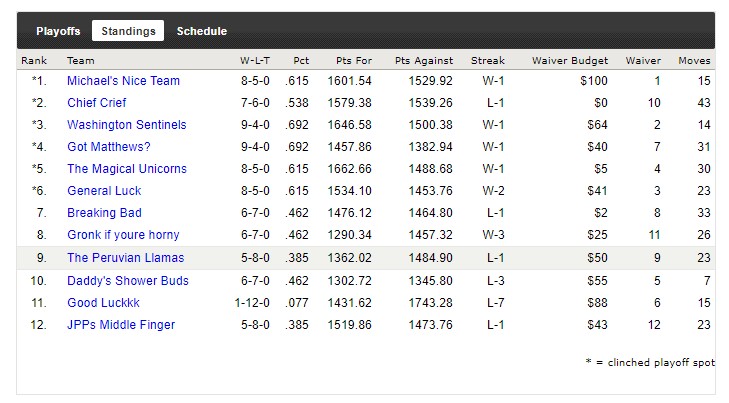 Playoffs Standings Schedule
Rank Team W-L-T Pct Pts For Pts Against Streak Waiver Budget Waiver Moves
*1. Michael's Nice Team 8-5-0 .615 1601.54 1529.92 W-1 $100 1 15
*2. Chief Crief 7-6-0 .538 1579.38 1539.26 L-1 $0 10 43
*3. Washington Sentinels 9-4-0 .692 1646.58 1500.38 W-1 $64 2 14
*4. Got Matthews? 9-4-0 .692 1457.86 1382.94 W-1 $40 7 31
*5. The Magical Unicorns 8-5-0 .615 1662.66 1488.68 W-1 $5 4 30
*6. General Luck 8-5-0 .615 1534.10 1453.76 W-2 $41 3 23
7. Breaking Bad 6-7-0 .462 1476.12 1464.80 L-1 $2 8 33
8. Gronk if youre horny 6-7-0 .462 1290.34 1457.32 W-3 $25 11 26
9. The Peruvian Llamas 5-8-0 .385 1362.02 1484.90 L-1 $50 9 23
10. Daddy's Shower Buds 6-7-0 .462 1302.72 1345.80 L-3 $55 5 7
11. Good Luckkk 1-12-0 .077 1431.62 1743.28 L-7 $88 6 15
12. JPPs Middle Finger 5-8-0 .385 1519.86 1473.76 L-1 $43 12 23
* = clinched playoff spot